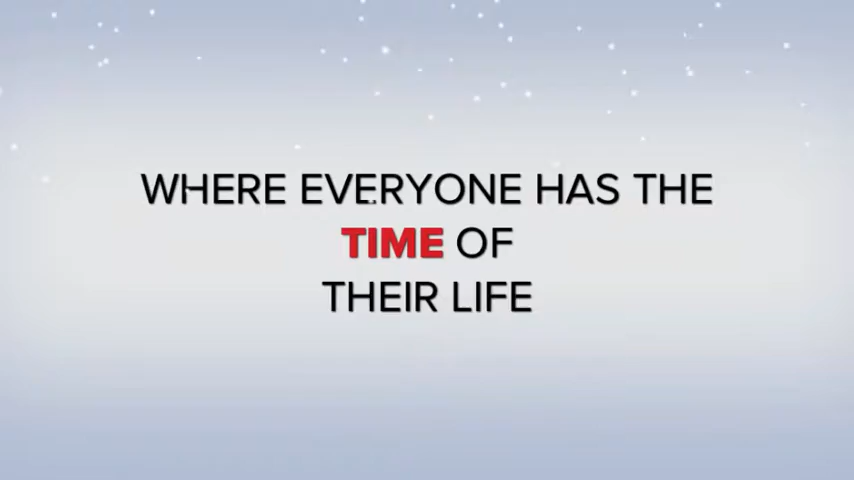 WHERE EVERYONE HAS THE
TIME OF
THEIR LIFE